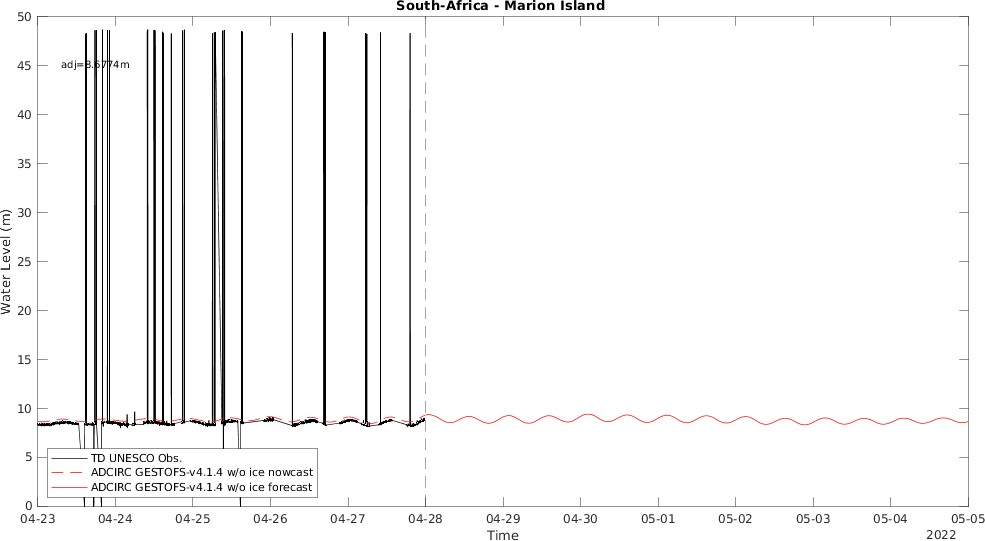 South-Africa - Marion Island
50
45
40
35
30
25
20
15
10
5
0
Water Level (m)
adj=8.6774m
TD UNESCO Obs.
ADCIRC GESTOFS-v4.1.4 w/o ice nowcast
ADCIRC GESTOFS-v4.1.4 w/o ice forecast
04-23 04-24 04-25 04-26 04-27 04-28 04-29 04-30 05-01 05-02 05-03 05-04 05-05
Time
2022